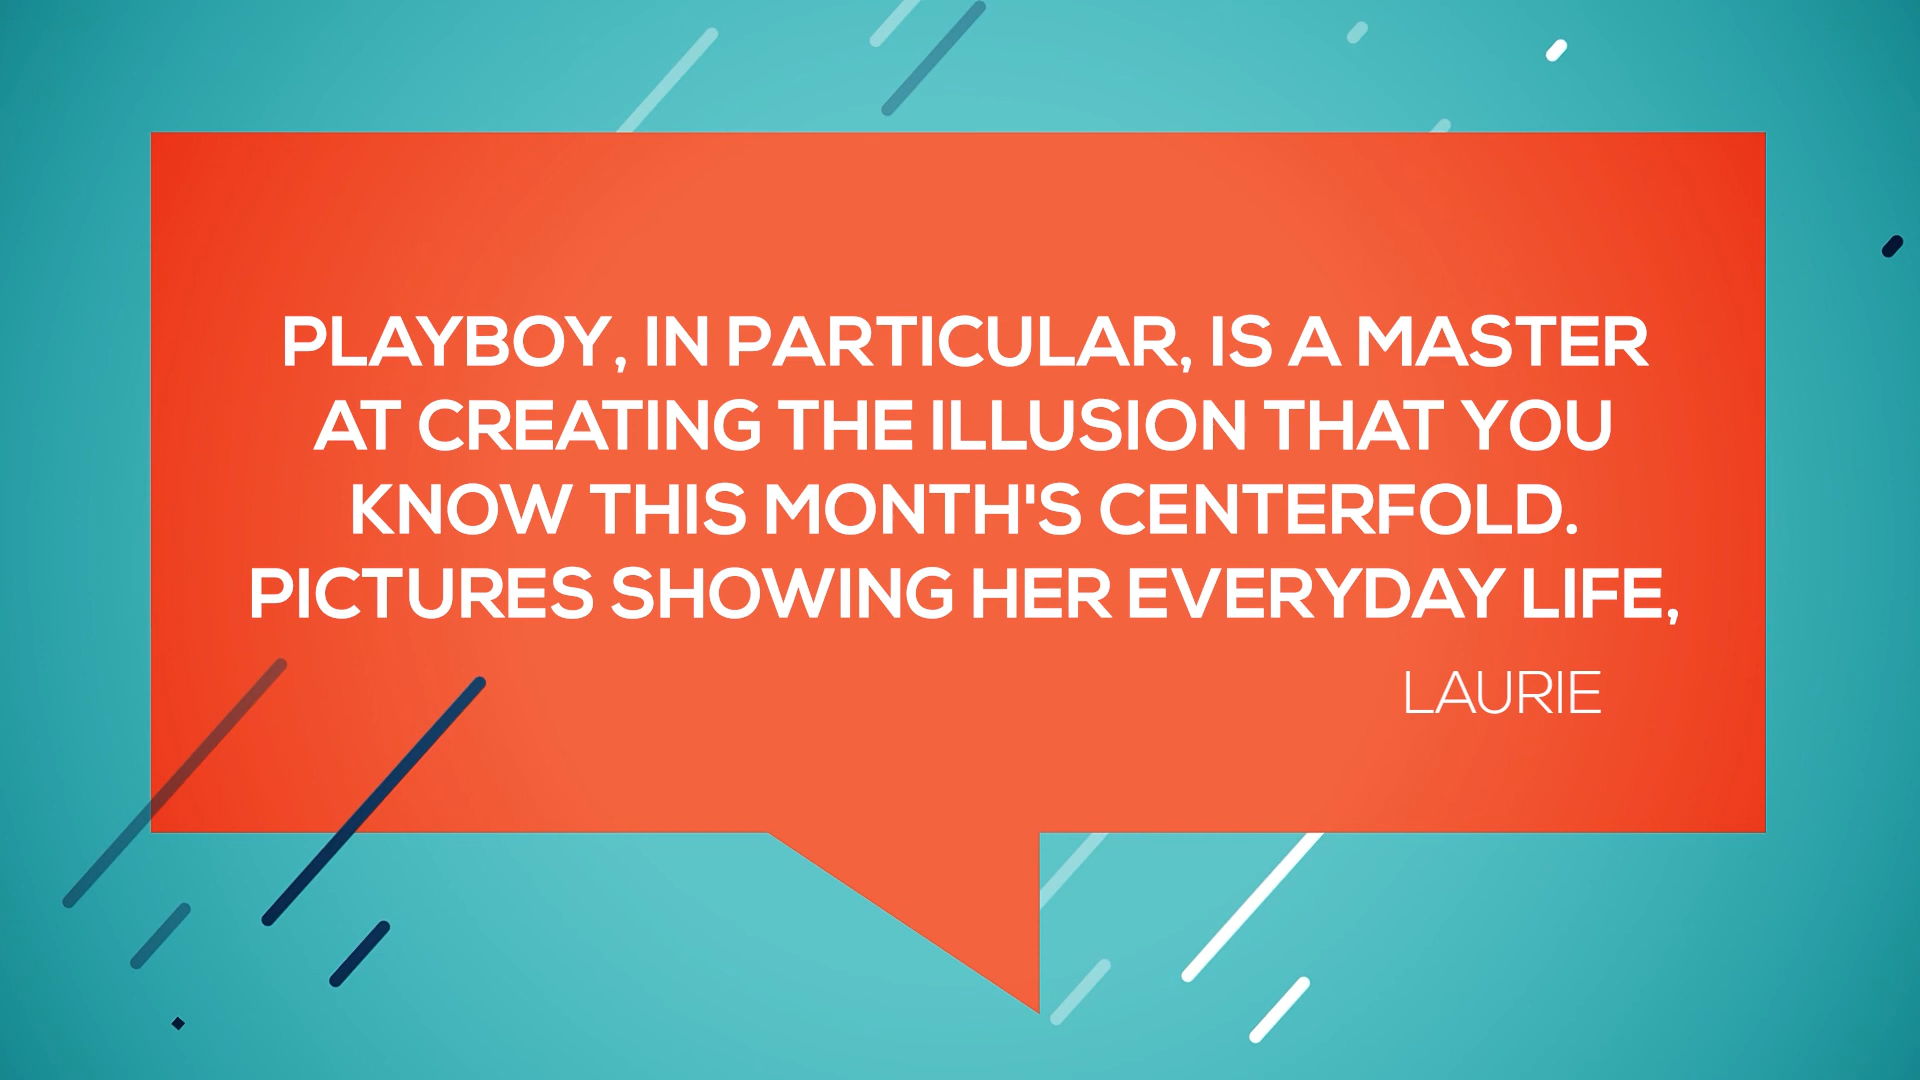 PLAYBOY, IN PARTICULAR, IS A MASTER
AT CREATING THE ILLUSION THAT YOU
KNOW THIS MONTH'S CENTERFOLD.
PICTURES SHOWING HER EVERYDAY LIFE,
LAURIE